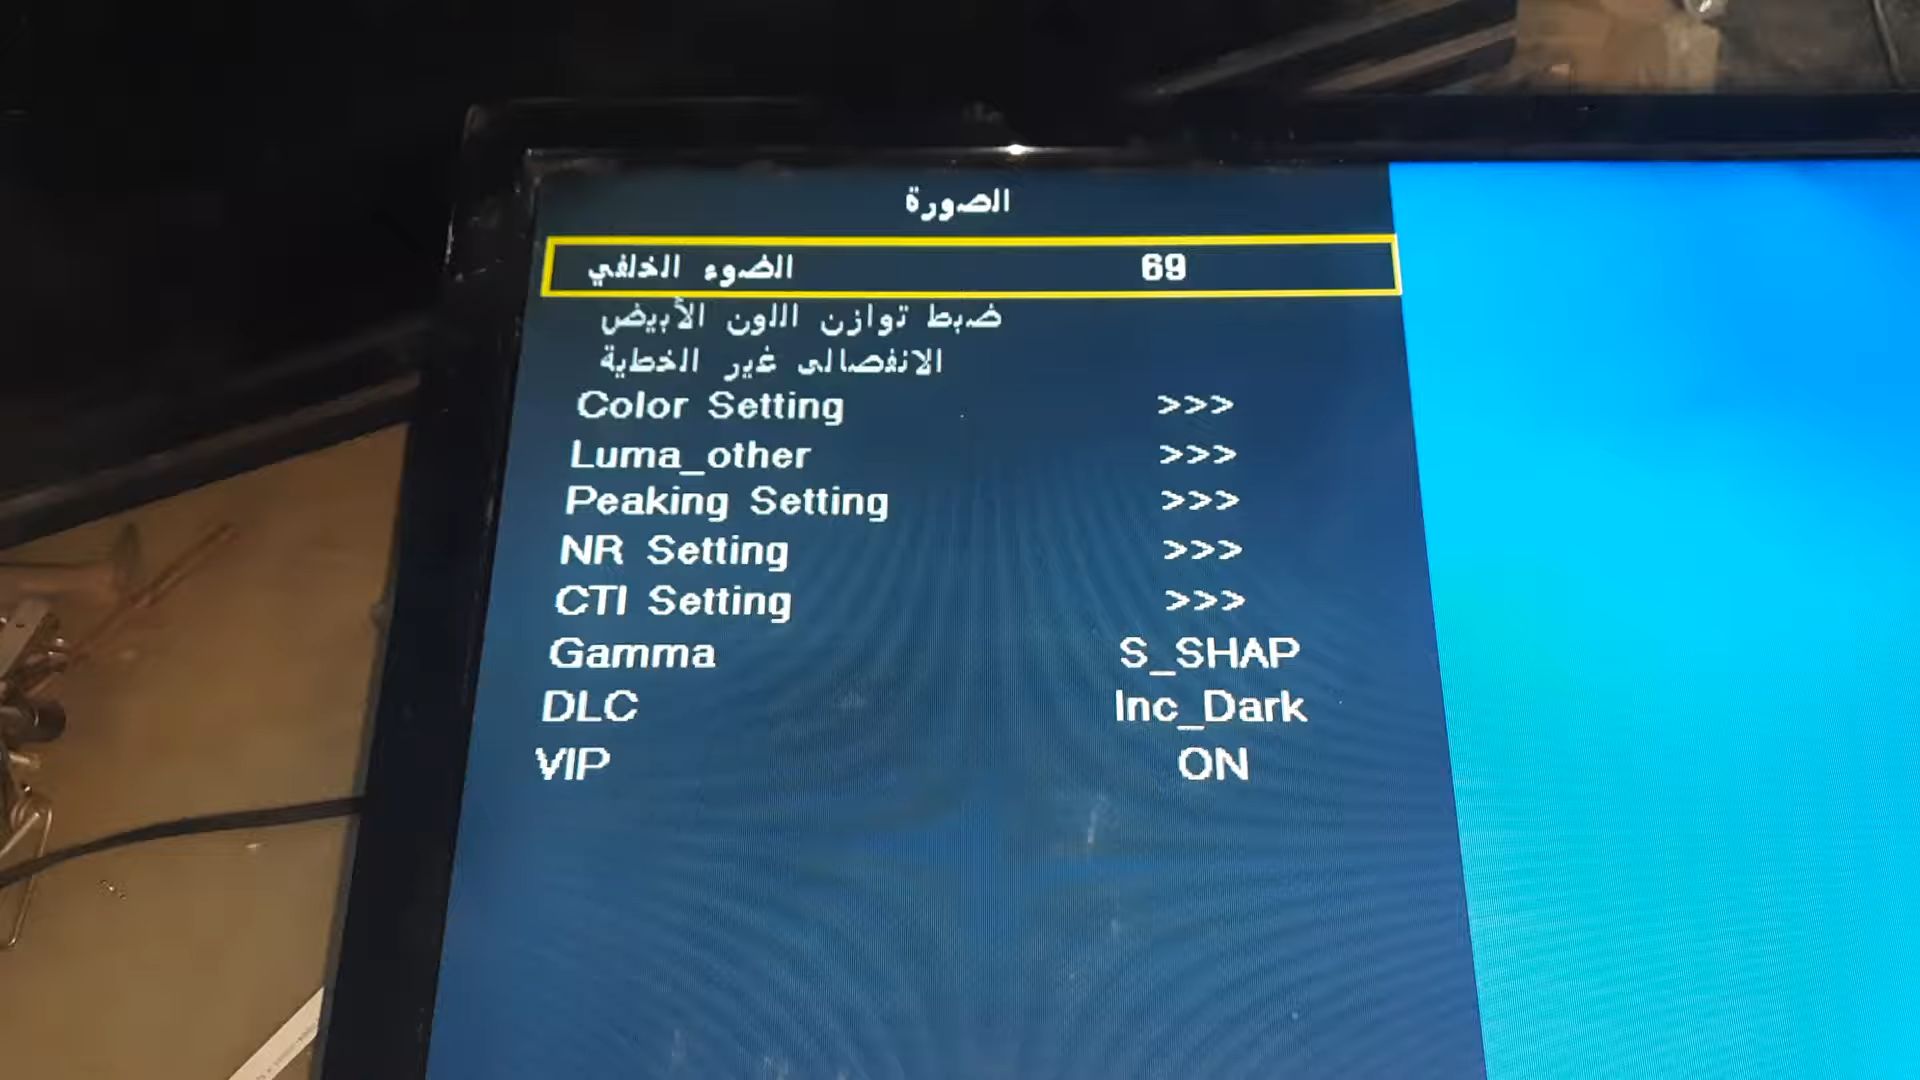 الصورة
الضوء الخلفي 69
ضبط توازن اللون الأبيض
الانفصالى غير الخطية
Color Setting >>>
Luma_other >>>
Peaking Setting >>>
NR Setting >>>
CTI Setting >>>
Gamma S_SHAP
DLC Inc_Dark
VIP ON